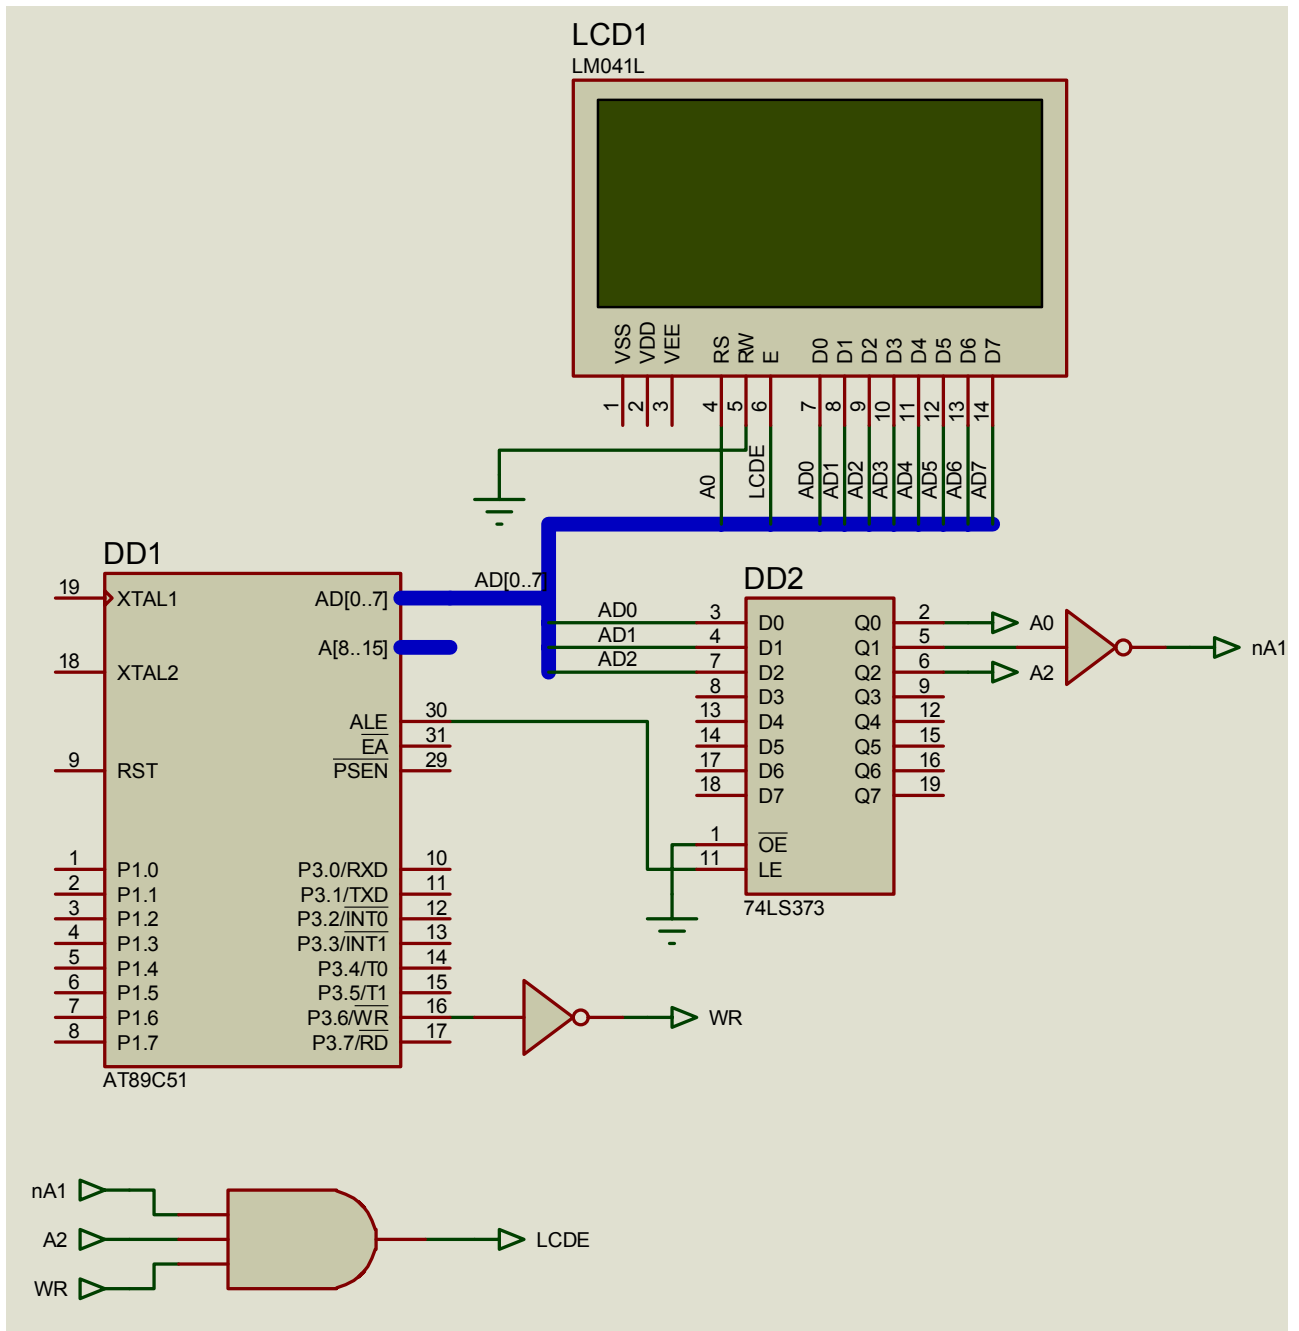 LCD1
LM041L
VSS VDD VEE RS RW E D0 D1 D2 D3 D4 D5 D6 D7
1 2 3 4 5 6 7 8 9 10 11 12 13 14
A0 LCDE AD0 AD1 AD2 AD3 AD4 AD5 AD6 AD7
DD1
AD[0..7]
DD2
19 XTAL1 AD[0..7]
A[8..15]
18 XTAL2
ALE 30
EA 31
9 RST PSEN 29
1 P1.0 P3.0/RXD 10
2 P1.1 P3.1/TXD 11
3 P1.2 P3.2/INT0 12
4 P1.3 P3.3/INT1 13
5 P1.4 P3.4/T0 14
6 P1.5 P3.5/T1 15
7 P1.6 P3.6/WR 16
8 P1.7 P3.7/RD 17
AT89C51
AD0 3 D0 Q0 2 A0
AD1 4 D1 Q1 5 nA1
AD2 7 D2 Q2 6 A2
8 D3 Q3 9
13 D4 Q4 12
14 D5 Q5 15
17 D6 Q6 16
18 D7 Q7 19
1 OE
11 LE
74LS373
WR
nA1
A2 LCDE
WR